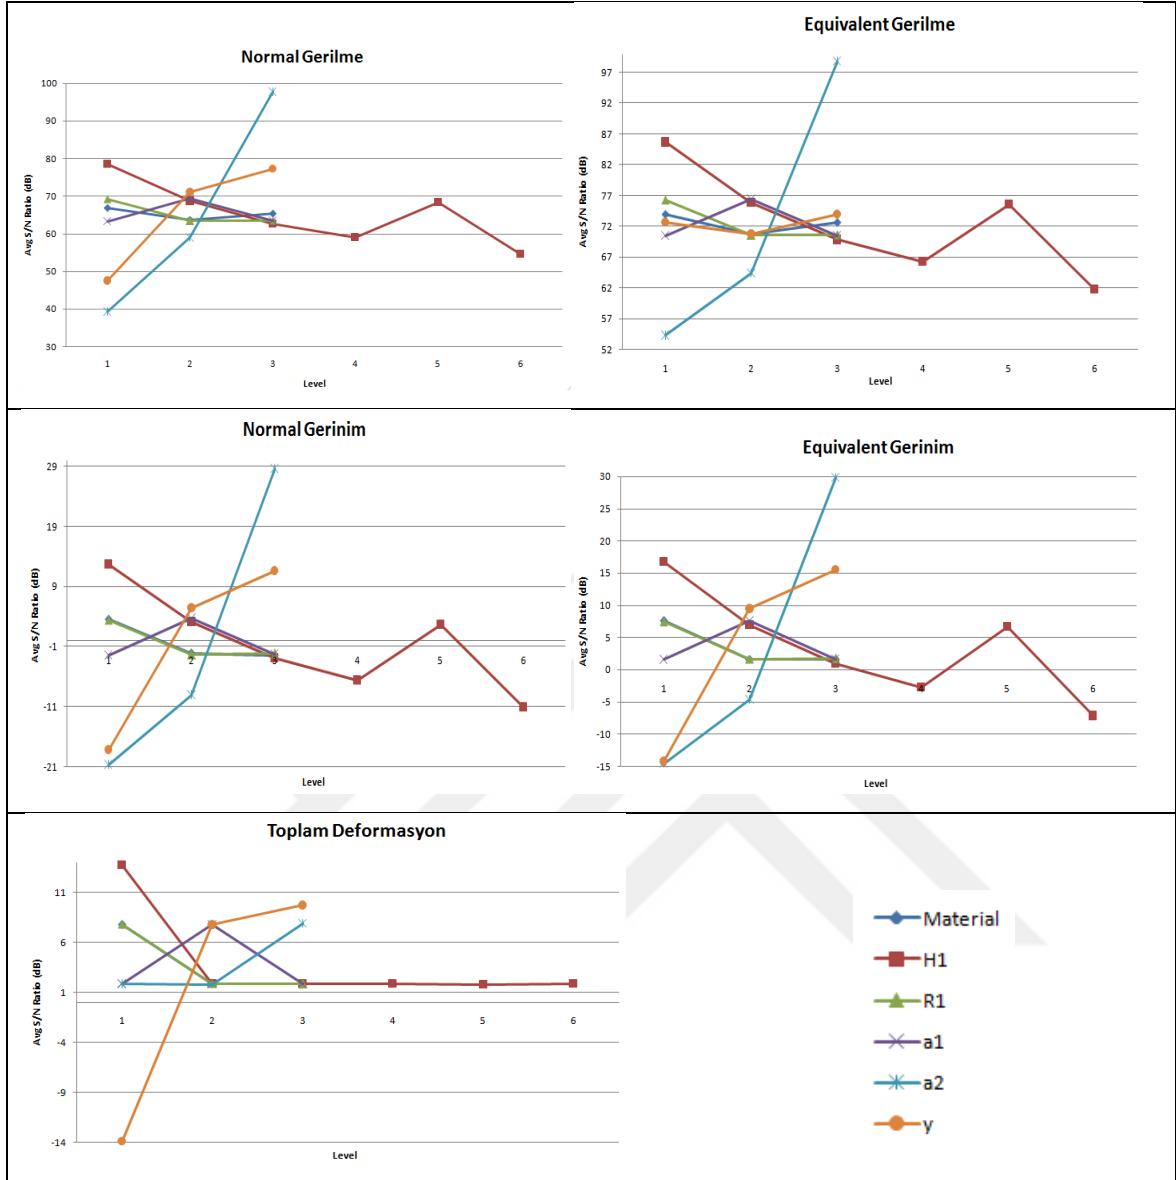 Normal Gerilme
Avg S/N Ratio (dB)
100
90
80
70
60
50
40
30
1 2 3 4 5 6
Level
Equivalent Gerilme
Avg S/N Ratio (dB)
97
92
87
82
77
72
67
62
57
52
1 2 3 4 5 6
Level
Normal Gerinim
Avg S/N Ratio (dB)
29
19
9
-1
-11
-21
1 2 3 4 5 6
Level
Equivalent Gerinim
Avg S/N Ratio (dB)
30
25
20
15
10
5
0
-5
-10
-15
1 2 3 4 5 6
Level
Toplam Deformasyon
Avg S/N Ratio (dB)
11
6
1
-4
-9
-14
1 2 3 4 5 6
Level
Material
H1
R1
a1
a2
y